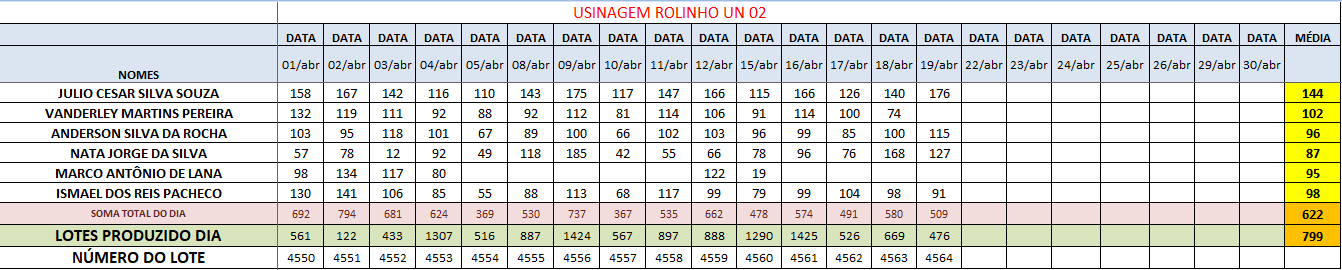 USINAGEM ROLINHO UN 02
DATA DATA DATA DATA DATA DATA DATA DATA DATA DATA DATA DATA DATA DATA DATA DATA DATA DATA DATA DATA DATA DATA MÉDIA
NOMES 01/abr 02/abr 03/abr 04/abr 05/abr 08/abr 09/abr 10/abr 11/abr 12/abr 15/abr 16/abr 17/abr 18/abr 19/abr 22/abr 23/abr 24/abr 25/abr 26/abr 29/abr 30/abr
JULIO CESAR SILVA SOUZA 158 167 142 116 110 143 175 117 147 166 115 166 126 140 176 144
VANDERLEY MARTINS PEREIRA 132 119 111 92 88 92 112 81 114 106 91 114 100 74 102
ANDERSON SILVA DA ROCHA 103 95 118 101 67 89 100 66 102 103 96 99 85 100 115 96
NATA JORGE DA SILVA 57 78 12 92 49 118 185 42 55 66 78 96 76 168 127 87
MARCO ANTÔNIO DE LANA 98 134 117 80 122 19 95
ISMAEL DOS REIS PACHECO 130 141 106 85 55 88 113 68 117 99 79 99 104 98 91 98
SOMA TOTAL DO DIA 692 794 681 624 369 530 737 367 535 662 478 574 491 580 509 622
LOTES PRODUZIDO DIA 561 122 433 1307 516 887 1424 567 897 888 1290 1425 526 669 476 799
NÚMERO DO LOTE 4550 4551 4552 4553 4554 4555 4556 4557 4558 4559 4560 4561 4562 4563 4564